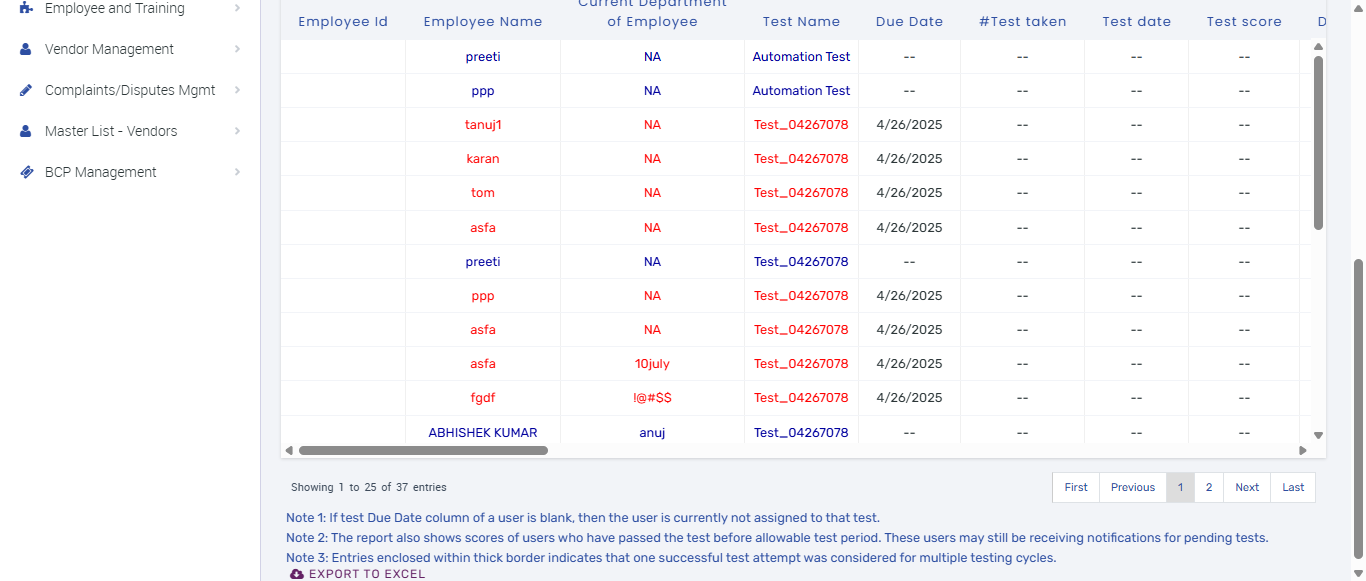 Employee and Training
Vendor Management
Complaints/Disputes Mgmt
Master List - Vendors
BCP Management
Employee Id Employee Name Current Department of Employee Test Name Due Date #Test taken Test date Test score D
preeti NA Automation Test -- -- -- --
ppp NA Automation Test -- -- -- --
tanuj1 NA Test_04267078 4/26/2025 -- -- --
karan NA Test_04267078 4/26/2025 -- -- --
tom NA Test_04267078 4/26/2025 -- -- --
asfa NA Test_04267078 4/26/2025 -- -- --
preeti NA Test_04267078 -- -- -- --
ppp NA Test_04267078 4/26/2025 -- -- --
asfa NA Test_04267078 4/26/2025 -- -- --
asfa 10july Test_04267078 4/26/2025 -- -- --
fgdf !@#$$ Test_04267078 4/26/2025 -- -- --
ABHISHEK KUMAR anuj Test_04267078 -- -- -- --
Showing 1 to 25 of 37 entries
First Previous 1 2 Next Last
Note 1: If test Due Date column of a user is blank, then the user is currently not assigned to that test.
Note 2: The report also shows scores of users who have passed the test before allowable test period. These users may still be receiving notifications for pending tests.
Note 3: Entries enclosed within thick border indicates that one successful test attempt was considered for multiple testing cycles.
EXPORT TO EXCEL